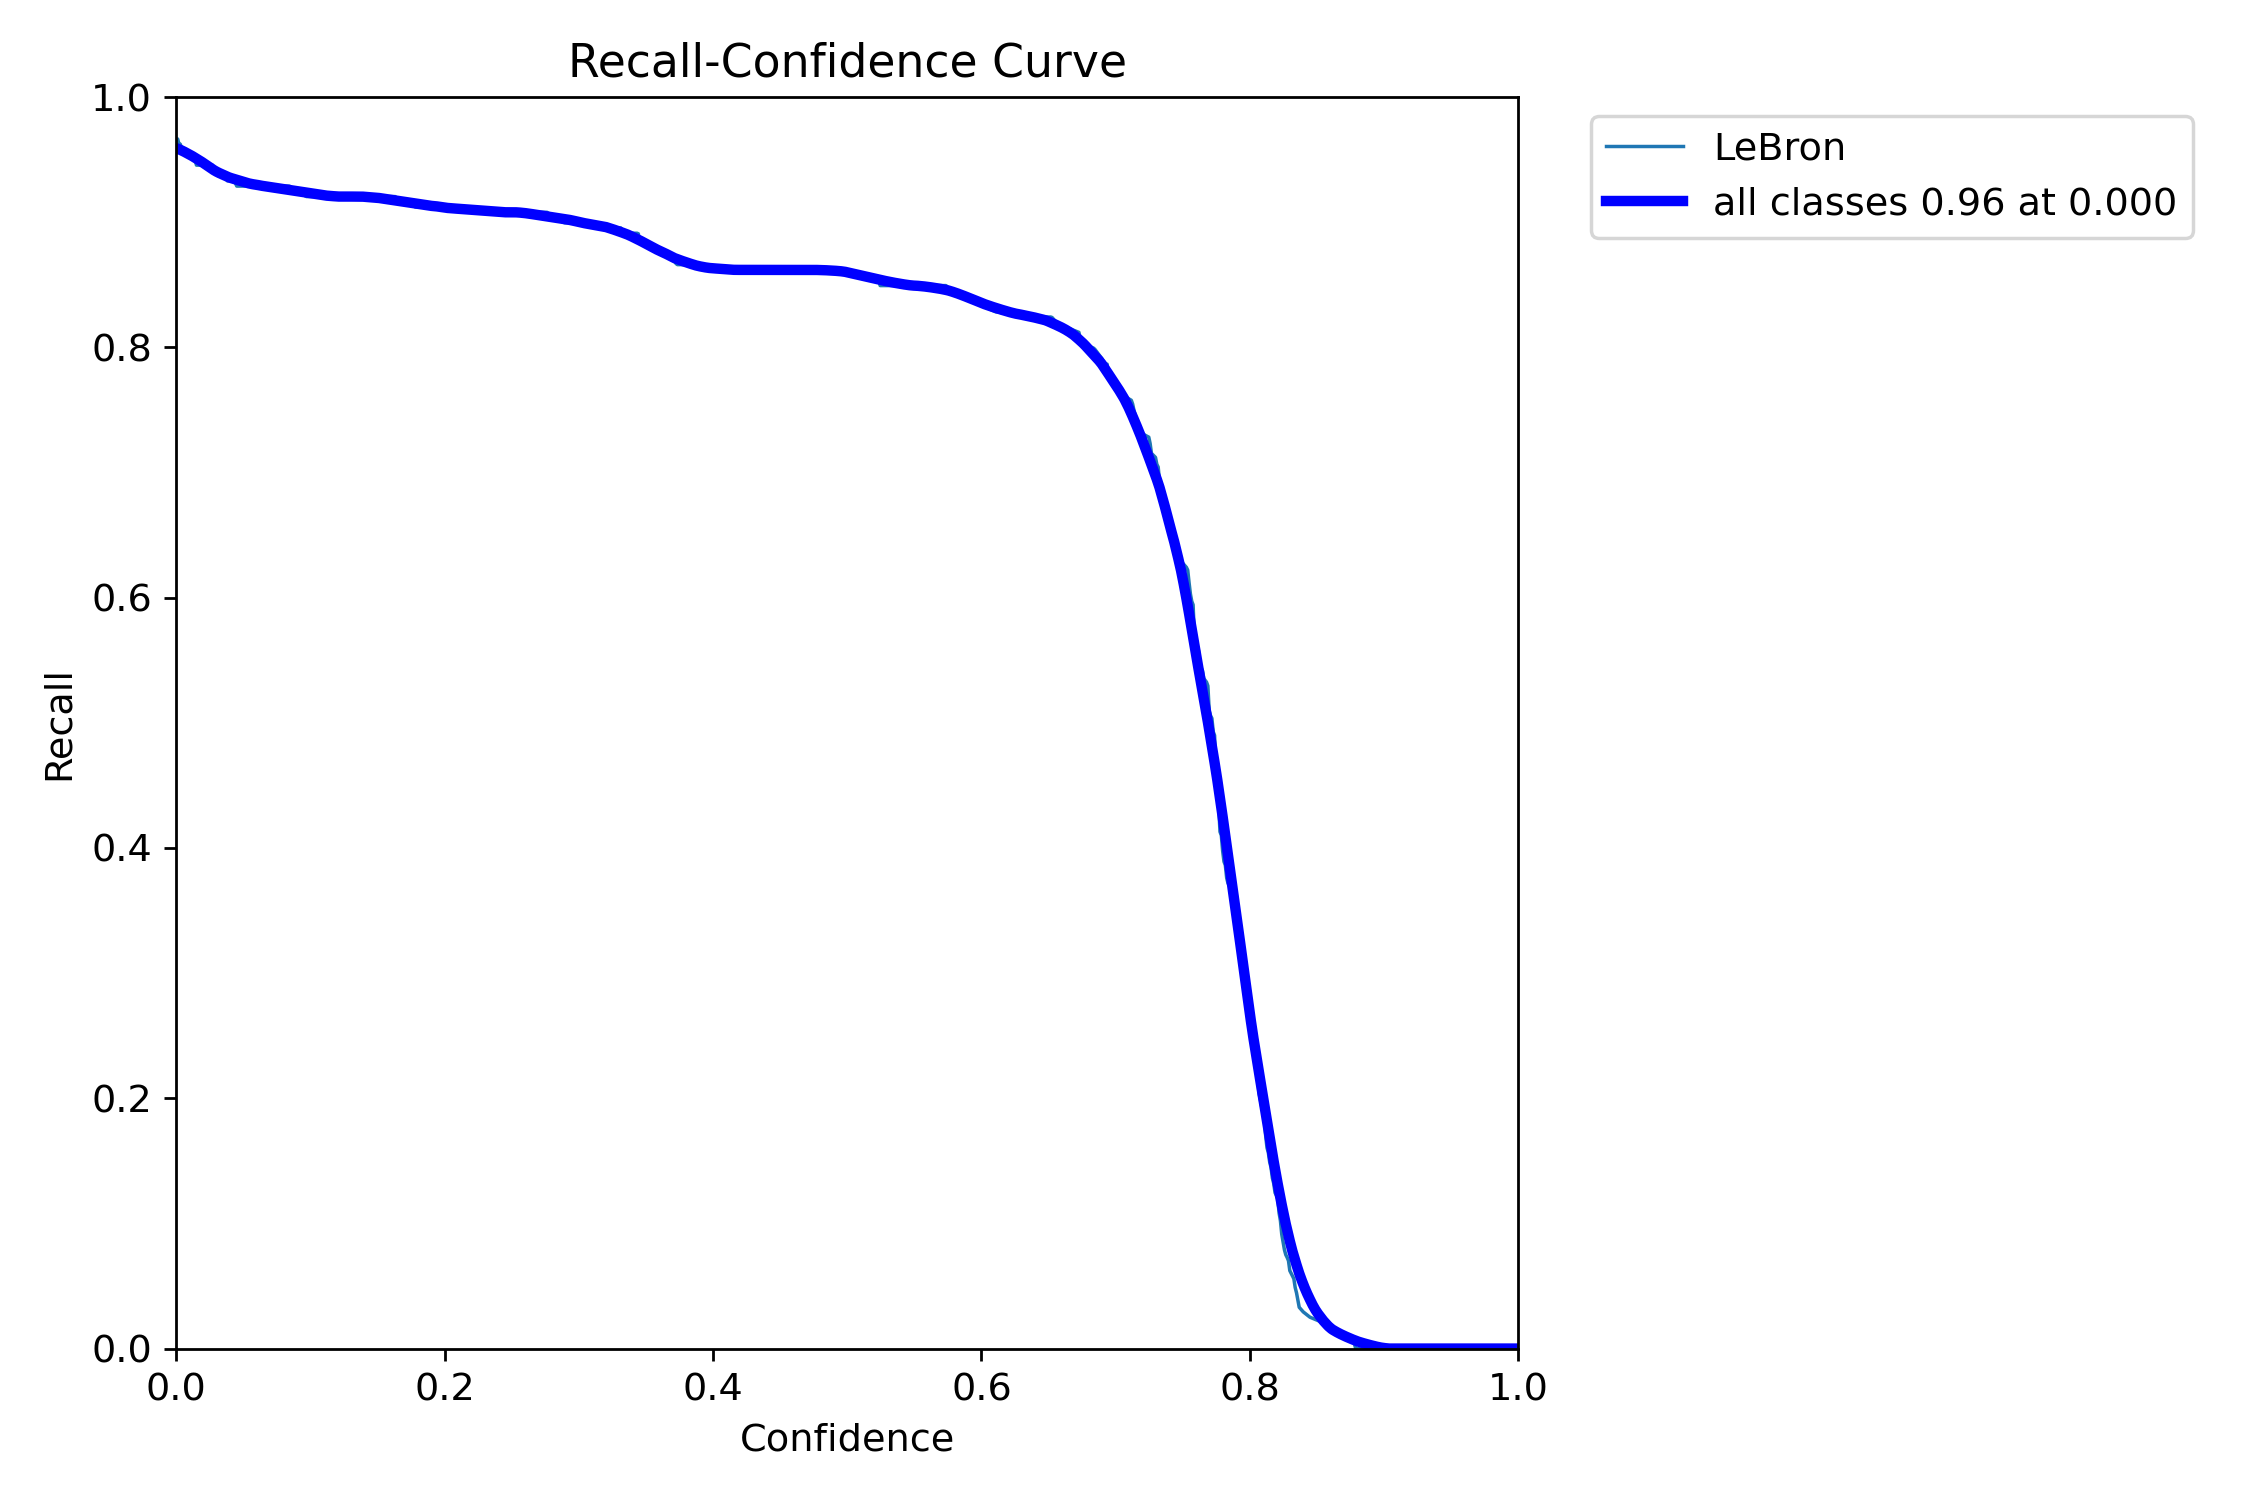 Recall-Confidence Curve
1.0
0.8
0.6
0.4
0.2
0.0
Recall
0.0 0.2 0.4 0.6 0.8 1.0
Confidence
LeBron
all classes 0.96 at 0.000